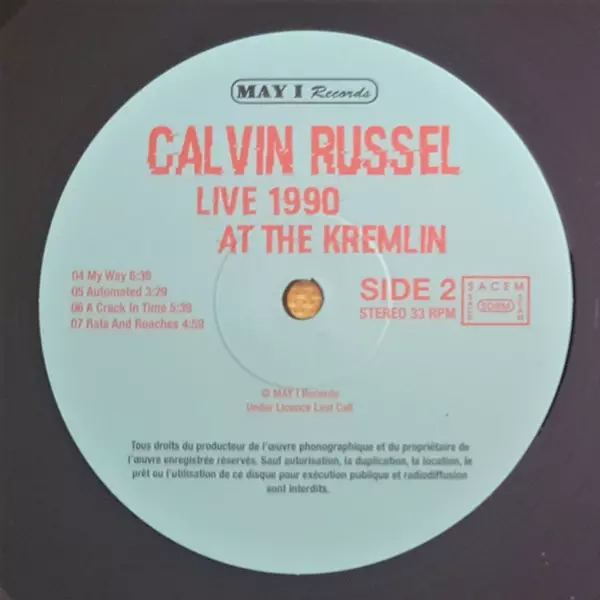 MAY I Records
CALVIN RUSSEL
LIVE 1990
AT THE KREMLIN
04 My Way 6:36
05 Automated 3:29
06 A Crack In Time 5:39
07 Rats And Roaches 4:59
SIDE 2
STEREO 33 RPM
SACEM
SDRM
© MAY I Records
Under Licence Last Call
Tous droits du producteur de l'œuvre phonographique et du propriétaire de
l'œuvre enregistrée réservés. Sauf autorisation, la duplication, la location, le
prêt ou l'utilisation de ce disque pour exécution publique et radiodiffusion
sont interdits.